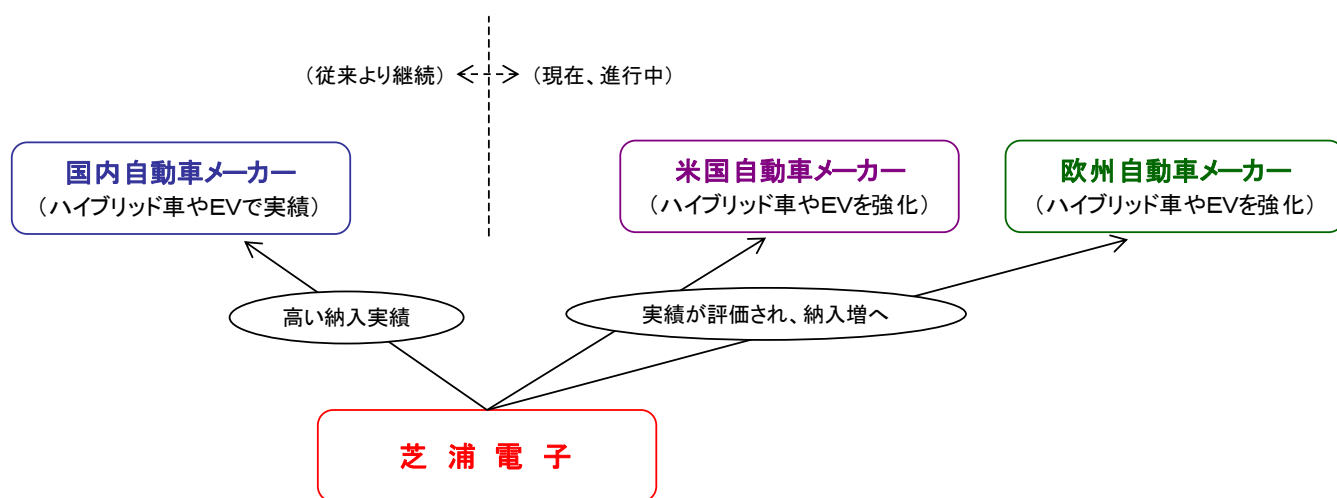 (従来より継続)
(現在、進行中)
国内自動車メーカー
(ハイブリッド車やEVで実績)
米国自動車メーカー
(ハイブリッド車やEVを強化)
欧州自動車メーカー
(ハイブリッド車やEVを強化)
高い納入実績
実績が評価され、納入増へ
芝浦電子